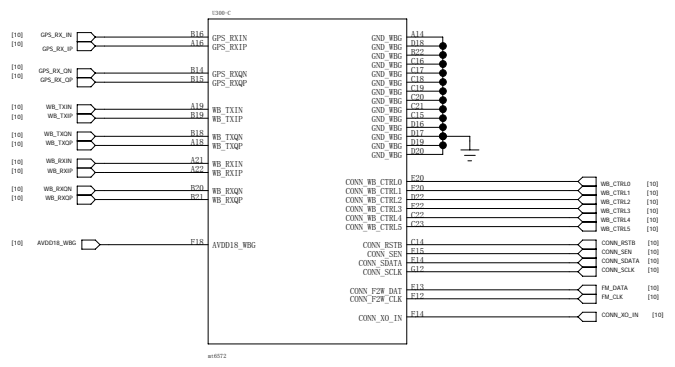 U300-C
[10] GPS_RX_IN B16 GPS_RXIN
[10] GPS_RX_IP A16 GPS_RXIP
[10] GPS_RX_QN B14 GPS_RXQN
[10] GPS_RX_QP B15 GPS_RXQP
[10] WB_TXIN A19 WB_TXIN
[10] WB_TXIP B19 WB_TXIP
[10] WB_TXQN B18 WB_TXQN
[10] WB_TXQP A18 WB_TXQP
[10] WB_RXIN A21 WB_RXIN
[10] WB_RXIP A22 WB_RXIP
[10] WB_RXQN B20 WB_RXQN
[10] WB_RXQP B21 WB_RXQP
[10] AVDD18_WBG F18 AVDD18_WBG
GND_WBG A14
GND_WBG D18
GND_WBG B22
GND_WBG C16
GND_WBG C17
GND_WBG C18
GND_WBG C19
GND_WBG C20
GND_WBG C21
GND_WBG C15
GND_WBG D16
GND_WBG D17
GND_WBG D19
GND_WBG D20
CONN_WB_CTRL0 E20 WB_CTRL0 [10]
CONN_WB_CTRL1 F20 WB_CTRL1 [10]
CONN_WB_CTRL2 D22 WB_CTRL2 [10]
CONN_WB_CTRL3 E22 WB_CTRL3 [10]
CONN_WB_CTRL4 C22 WB_CTRL4 [10]
CONN_WB_CTRL5 C23 WB_CTRL5 [10]
CONN_RSTB C14 CONN_RSTB [10]
CONN_SEN E15 CONN_SEN [10]
CONN_SDATA E14 CONN_SDATA [10]
CONN_SCLK G12 CONN_SCLK [10]
CONN_F2W_DAT E13 FM_DATA [10]
CONN_F2W_CLK F12 FM_CLK [10]
CONN_XO_IN F14 CONN_XO_IN [10]
mt6572